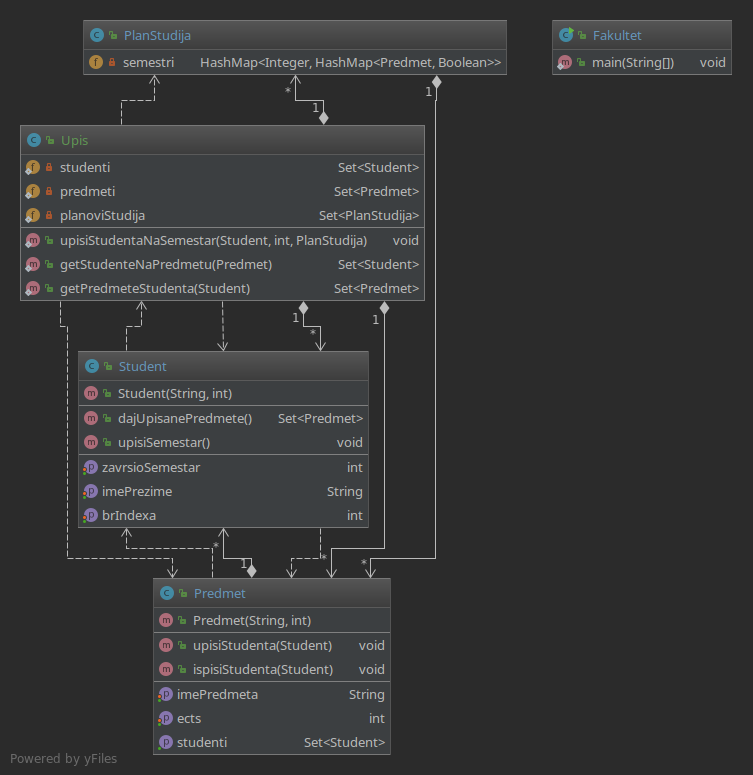 PlanStudija
semestri HashMap<Integer, HashMap<Predmet, Boolean>>
Fakultet
main(String[]) void
* 1
1
Upis
studenti Set<Student>
predmeti Set<Predmet>
planoviStudija Set<PlanStudija>
upisiStudentaNaSemestar(Student, int, PlanStudija) void
getStudenteNaPredmetu(Predmet) Set<Student>
getPredmeteStudenta(Student) Set<Predmet>
1 1
*
Student
Student(String, int)
dajUpisanePredmete() Set<Predmet>
upisiSemestar() void
zavrsioSemestar int
imePrezime String
brIndexa int
* 1 * *
Predmet
Predmet(String, int)
upisiStudenta(Student) void
ispisiStudenta(Student) void
imePredmeta String
ects int
studenti Set<Student>
Powered by yFiles